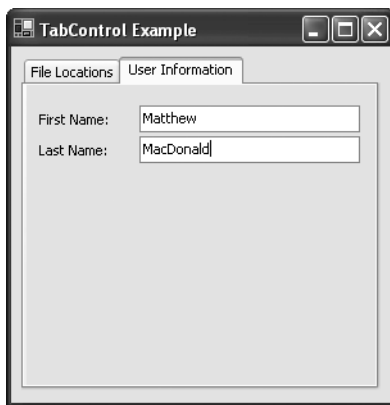 TabControl Example
File Locations User Information
First Name: Matthew
Last Name: MacDonald